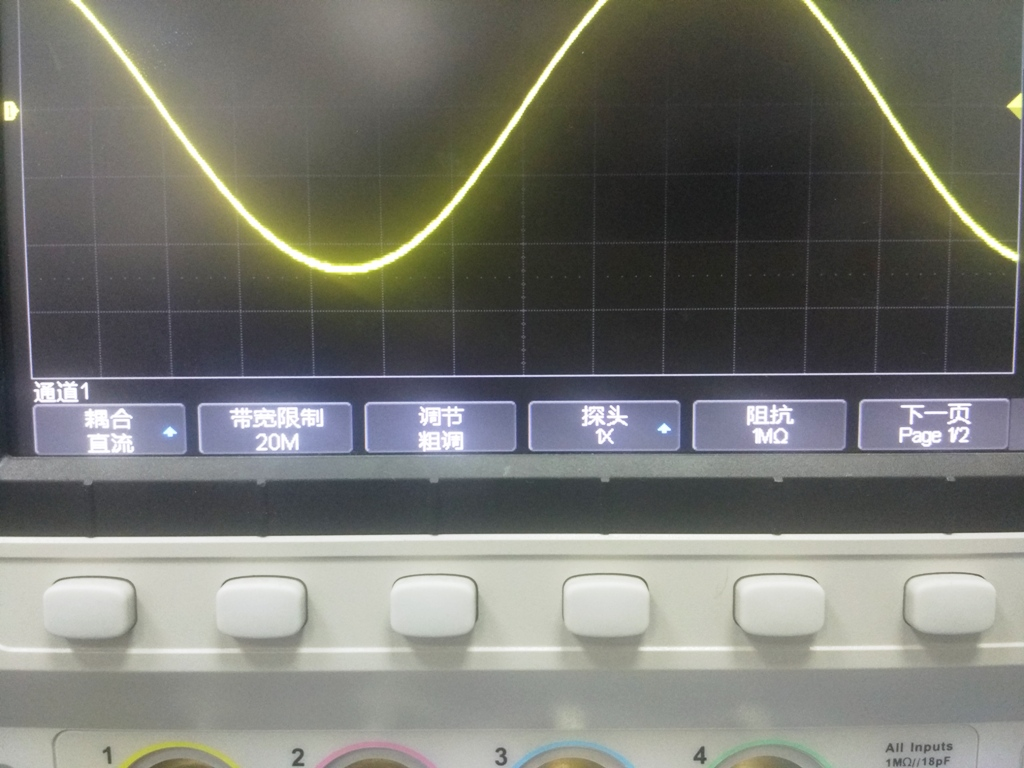 通道1
耦合
直流
带宽限制
20M
调节
粗调
探头
1X
阻抗
1MΩ
下一页
Page 1/2
1
2
3
4
All Inputs
1MΩ//18pF